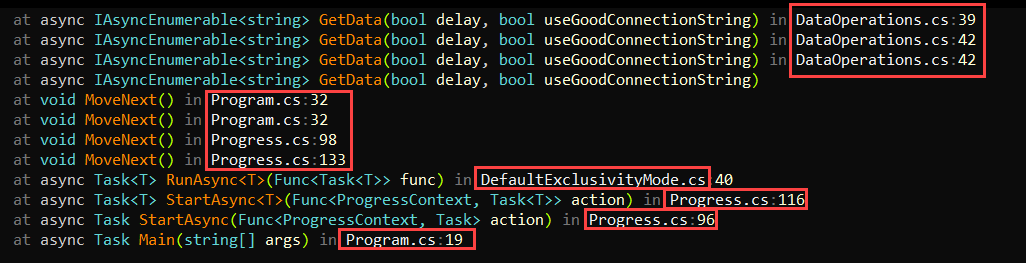 at async IAsyncEnumerable<string> GetData(bool delay, bool useGoodConnectionString) in DataOperations.cs:39
at async IAsyncEnumerable<string> GetData(bool delay, bool useGoodConnectionString) in DataOperations.cs:42
at async IAsyncEnumerable<string> GetData(bool delay, bool useGoodConnectionString) in DataOperations.cs:42
at async IAsyncEnumerable<string> GetData(bool delay, bool useGoodConnectionString)
at void MoveNext() in Program.cs:32
at void MoveNext() in Program.cs:32
at void MoveNext() in Progress.cs:98
at void MoveNext() in Progress.cs:133
at async Task<T> RunAsync<T>(Func<Task<T>> func) in DefaultExclusivityMode.cs:40
at async Task<T> StartAsync<T>(Func<ProgressContext, Task<T>> action) in Progress.cs:116
at async Task StartAsync(Func<ProgressContext, Task> action) in Progress.cs:96
at async Task Main(string[] args) in Program.cs:19